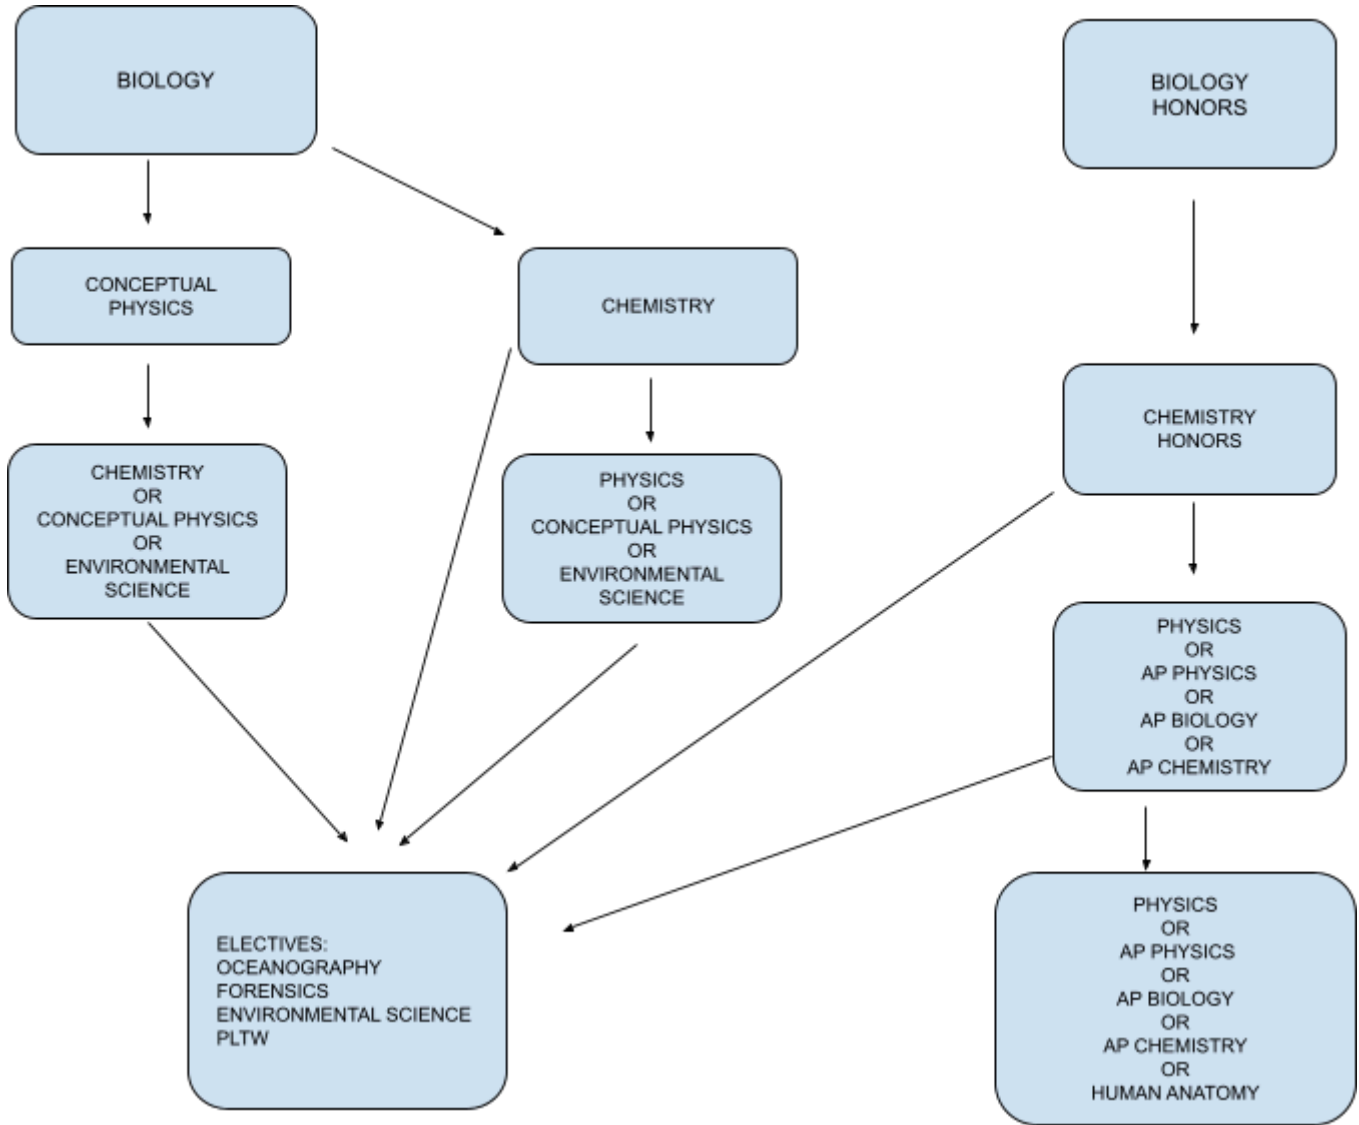 BIOLOGY
BIOLOGY
HONORS
CONCEPTUAL
PHYSICS
CHEMISTRY
CHEMISTRY
HONORS
CHEMISTRY
OR
CONCEPTUAL PHYSICS
OR
ENVIRONMENTAL
SCIENCE
PHYSICS
OR
CONCEPTUAL PHYSICS
OR
ENVIRONMENTAL
SCIENCE
PHYSICS
OR
AP PHYSICS
OR
AP BIOLOGY
OR
AP CHEMISTRY
ELECTIVES:
OCEANOGRAPHY
FORENSICS
ENVIRONMENTAL SCIENCE
PLTW
PHYSICS
OR
AP PHYSICS
OR
AP BIOLOGY
OR
AP CHEMISTRY
OR
HUMAN ANATOMY